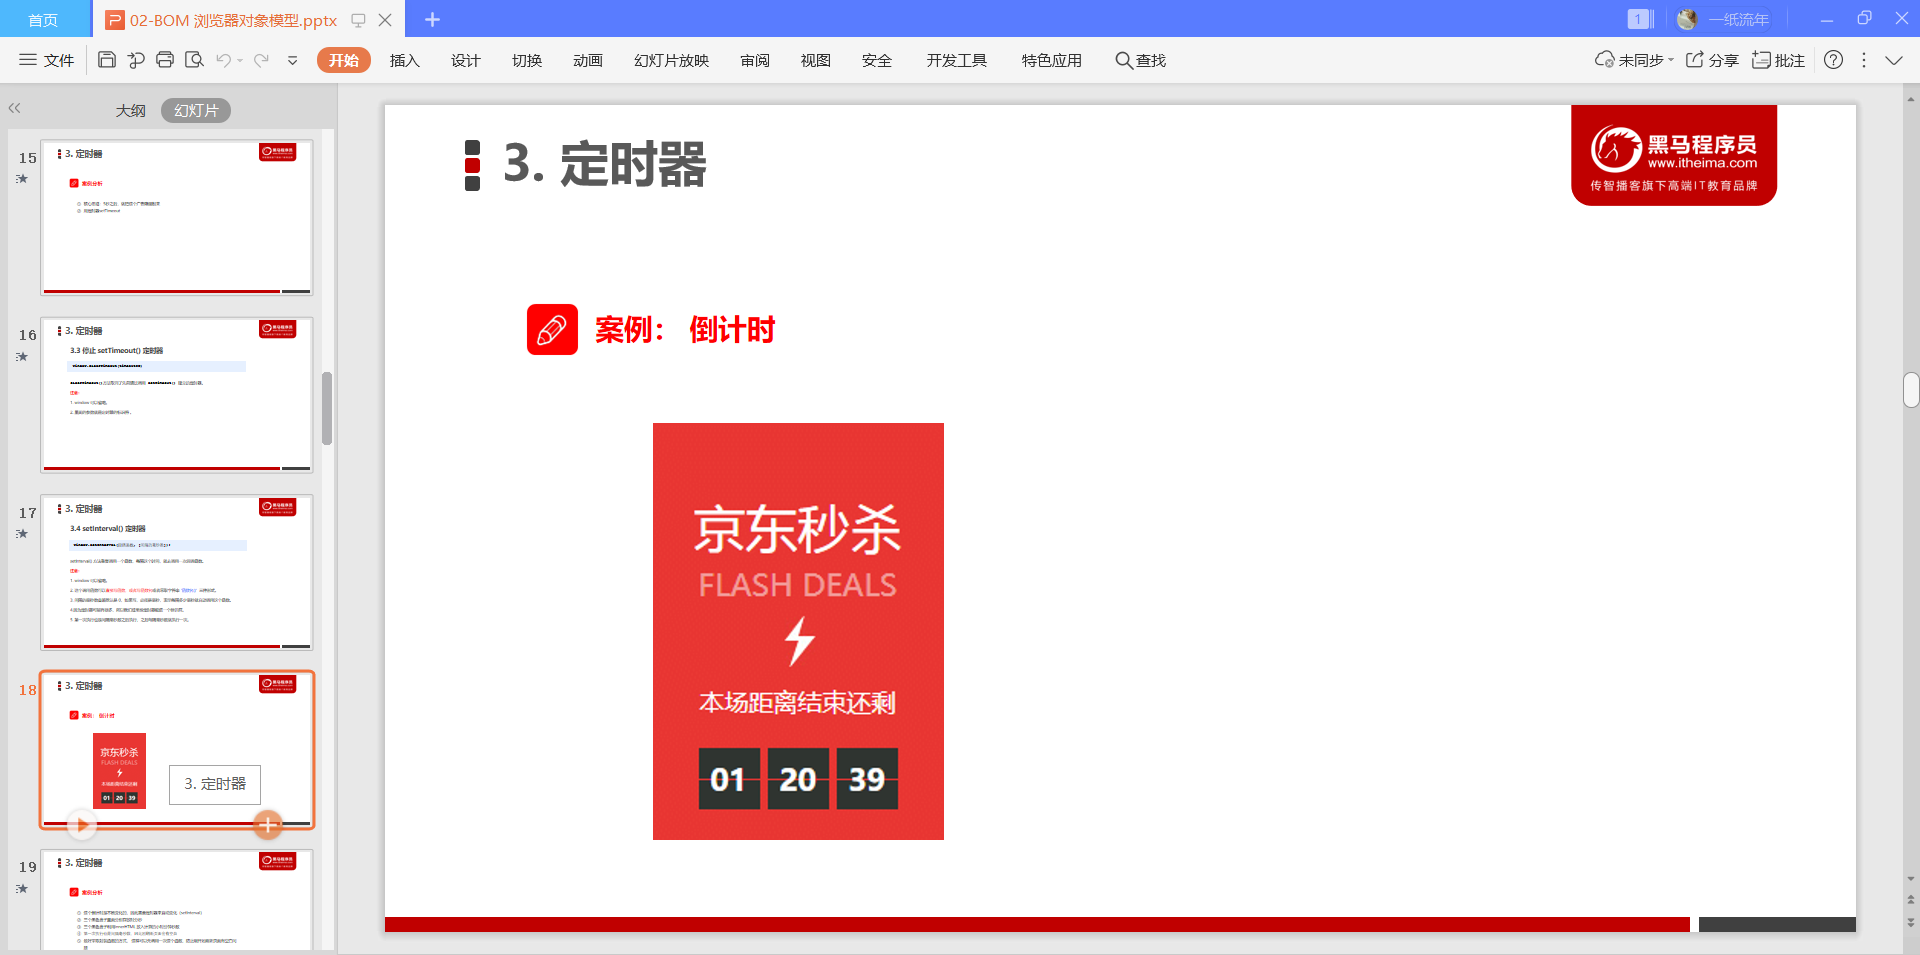 首页
02-BOM 浏览器对象模型.pptx
1
一纸流年
文件
开始
插入
设计
切换
动画
幻灯片放映
审阅
视图
安全
开发工具
特色应用
查找
未同步
分享
批注
大纲
幻灯片
15
3. 定时器
案例分析
16
3. 定时器
3.3 停止 setTimeout() 定时器
注意:
17
3. 定时器
3.4 setInterval() 定时器
注意:
18
3. 定时器
案例: 倒计时
京东秒杀
FLASH DEALS
本场距离结束还剩
01 20 39
3. 定时器
19
3. 定时器
案例分析
3. 定时器
黑马程序员
www.itheima.com
传智播客旗下高端IT教育品牌
案例： 倒计时
京东秒杀
FLASH DEALS
本场距离结束还剩
01 20 39